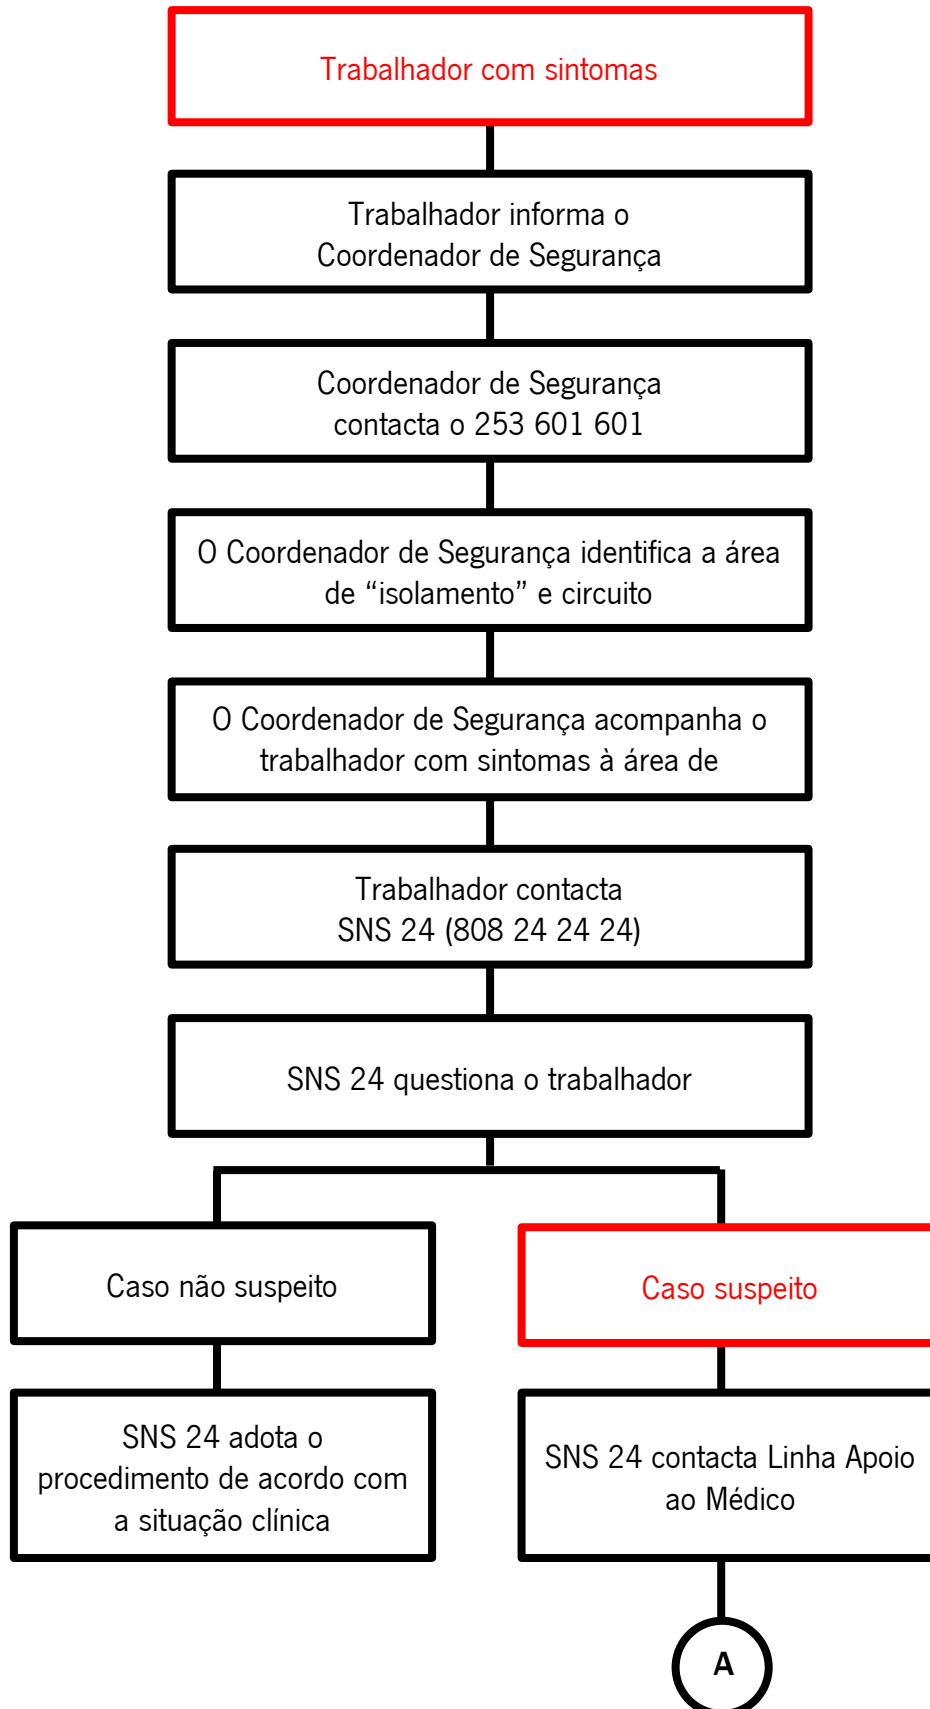 Trabalhador com sintomas
Trabalhador informa o
Coordenador de Segurança
Coordenador de Segurança
contacta o 253 601 601
O Coordenador de Segurança identifica a área
de “isolamento” e circuito
O Coordenador de Segurança acompanha o
trabalhador com sintomas à área de
Trabalhador contacta
SNS 24 (808 24 24 24)
SNS 24 questiona o trabalhador
Caso não suspeito
Caso suspeito
SNS 24 adota o
procedimento de acordo com
a situação clínica
SNS 24 contacta Linha Apoio
ao Médico
A